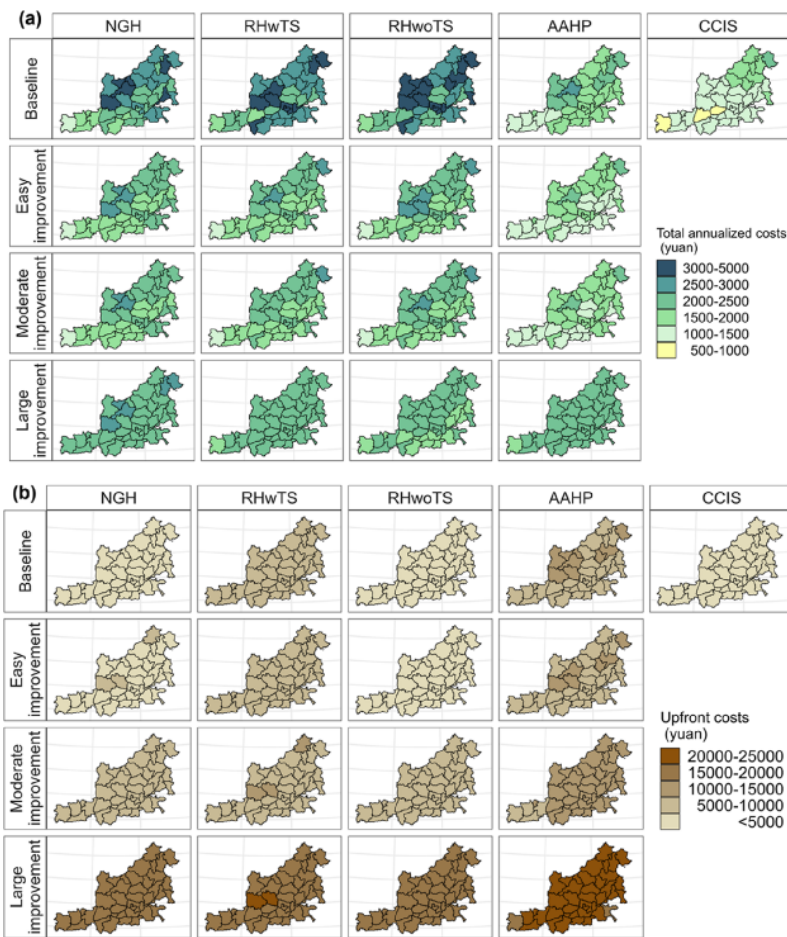 (a)
NGH RHwTS RHwoTS AAHP CCIS
Baseline
Easy
improvement
Moderate
improvement
Large
improvement
Total annualized costs
(yuan)
3000-5000
2500-3000
2000-2500
1500-2000
1000-1500
500-1000
(b)
NGH RHwTS RHwoTS AAHP CCIS
Baseline
Easy
improvement
Moderate
improvement
Large
improvement
Upfront costs
(yuan)
20000-25000
15000-20000
10000-15000
5000-10000
<5000